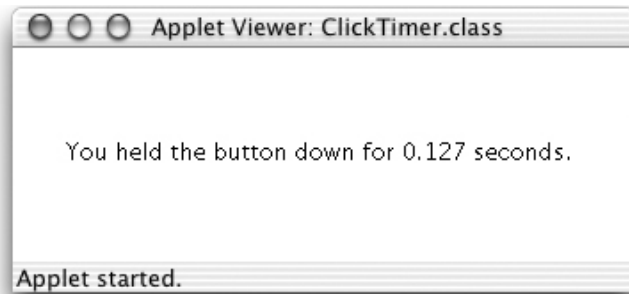 Applet Viewer: ClickTimer.class
You held the button down for 0.127 seconds.
Applet started.